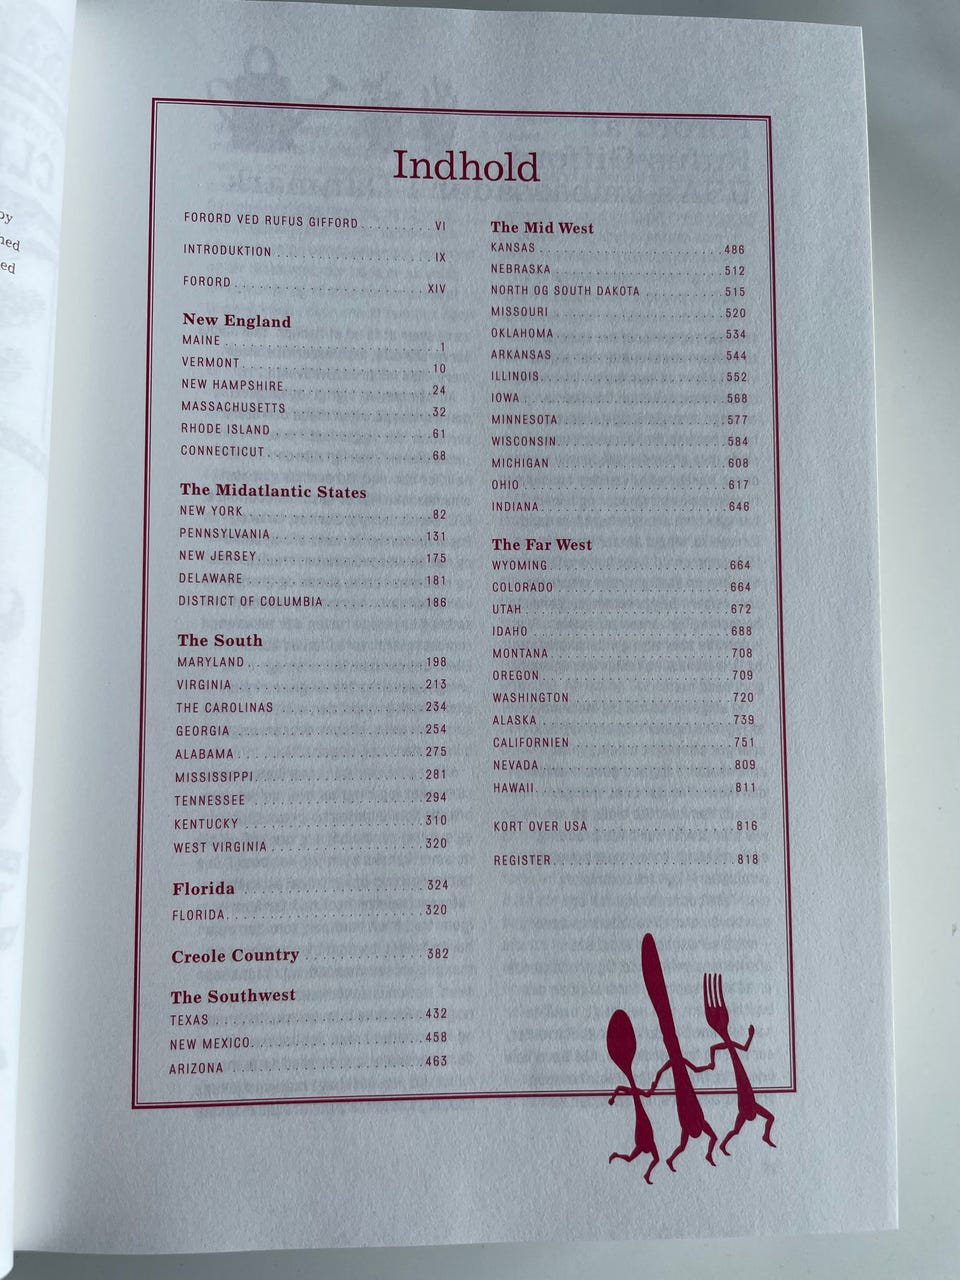 Indhold
FORORD VED RUFUS GIFFORD . . . . . . . . VI
INTRODUKTION . . . . . . . . . . . . . . . . . IX
FORORD . . . . . . . . . . . . . . . . . . . . XIV
New England
MAINE . . . . . . . . . . . . . . . . . . . . . 1
VERMONT . . . . . . . . . . . . . . . . . . . 10
NEW HAMPSHIRE . . . . . . . . . . . . . . . 24
MASSACHUSETTS . . . . . . . . . . . . . . . 32
RHODE ISLAND . . . . . . . . . . . . . . . . 61
CONNECTICUT . . . . . . . . . . . . . . . . . 68
The Midatlantic States
NEW YORK . . . . . . . . . . . . . . . . . . . 82
PENNSYLVANIA . . . . . . . . . . . . . . . . 131
NEW JERSEY . . . . . . . . . . . . . . . . . . 175
DELAWARE . . . . . . . . . . . . . . . . . . . 181
DISTRICT OF COLUMBIA . . . . . . . . . . . 186
The South
MARYLAND . . . . . . . . . . . . . . . . . . . 198
VIRGINIA . . . . . . . . . . . . . . . . . . . . 213
THE CAROLINAS . . . . . . . . . . . . . . . . 234
GEORGIA . . . . . . . . . . . . . . . . . . . . 254
ALABAMA . . . . . . . . . . . . . . . . . . . . 275
MISSISSIPPI . . . . . . . . . . . . . . . . . . 281
TENNESSEE . . . . . . . . . . . . . . . . . . 294
KENTUCKY . . . . . . . . . . . . . . . . . . . 310
WEST VIRGINIA . . . . . . . . . . . . . . . . 320
Florida . . . . . . . . . . . . . . . . . . . . 324
FLORIDA . . . . . . . . . . . . . . . . . . . . 320
Creole Country . . . . . . . . . . . . . 382
The Southwest
TEXAS . . . . . . . . . . . . . . . . . . . . . 432
NEW MEXICO . . . . . . . . . . . . . . . . . . 458
ARIZONA . . . . . . . . . . . . . . . . . . . . 463
The Mid West
KANSAS . . . . . . . . . . . . . . . . . . . . 486
NEBRASKA . . . . . . . . . . . . . . . . . . . 512
NORTH OG SOUTH DAKOTA . . . . . . . . . 515
MISSOURI . . . . . . . . . . . . . . . . . . . 520
OKLAHOMA . . . . . . . . . . . . . . . . . . 534
ARKANSAS . . . . . . . . . . . . . . . . . . . 544
ILLINOIS . . . . . . . . . . . . . . . . . . . . 552
IOWA . . . . . . . . . . . . . . . . . . . . . . 568
MINNESOTA . . . . . . . . . . . . . . . . . . 577
WISCONSIN . . . . . . . . . . . . . . . . . . 584
MICHIGAN . . . . . . . . . . . . . . . . . . . 608
OHIO . . . . . . . . . . . . . . . . . . . . . . 617
INDIANA . . . . . . . . . . . . . . . . . . . . 646
The Far West
WYOMING . . . . . . . . . . . . . . . . . . . 664
COLORADO . . . . . . . . . . . . . . . . . . 664
UTAH . . . . . . . . . . . . . . . . . . . . . . 672
IDAHO . . . . . . . . . . . . . . . . . . . . . 688
MONTANA . . . . . . . . . . . . . . . . . . . 708
OREGON . . . . . . . . . . . . . . . . . . . . 709
WASHINGTON . . . . . . . . . . . . . . . . . 720
ALASKA . . . . . . . . . . . . . . . . . . . . 739
CALIFORNIEN . . . . . . . . . . . . . . . . . 751
NEVADA . . . . . . . . . . . . . . . . . . . . 809
HAWAII . . . . . . . . . . . . . . . . . . . . . 811
KORT OVER USA . . . . . . . . . . . . . . . 816
REGISTER . . . . . . . . . . . . . . . . . . . 818